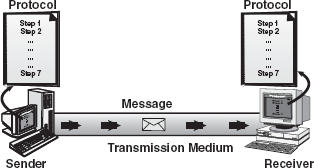 Protocol
Step 1
Step 2
...
...
...
Step 7
Protocol
Step 1
Step 2
...
...
...
Step 7
Message
Transmission Medium
Sender
Receiver